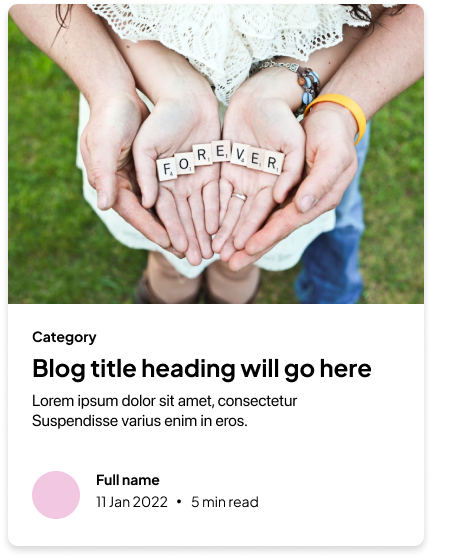 FOREVER
Category
Blog title heading will go here
Lorem ipsum dolor sit amet, consectetur
Suspendisse varius enim in eros.
Full name
11 Jan 2022 • 5 min read